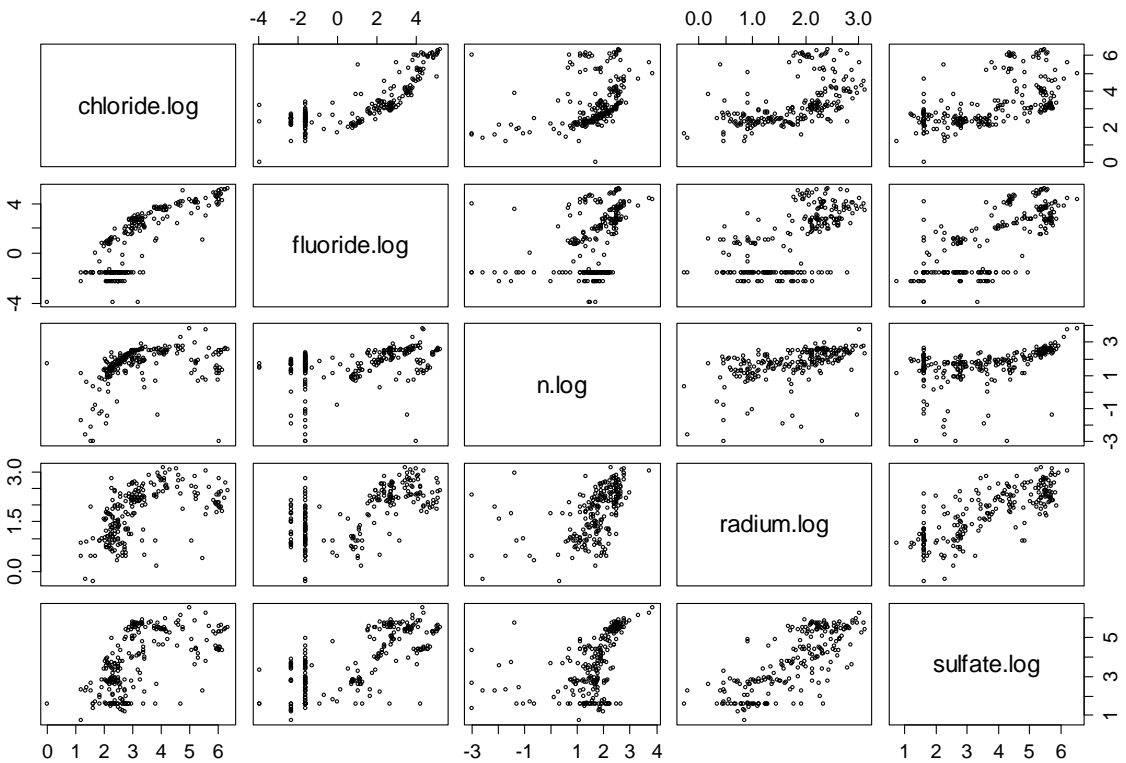 -4 -2 0 2 4
0.0 1.0 2.0 3.0
chloride.log
0 2 4 6
-4 0 4
fluoride.log
n.log
-3 -1 1 3
0.0 1.5 3.0
radium.log
sulfate.log
1 3 5
0 1 2 3 4 5 6
-3 -1 1 2 3 4
1 2 3 4 5 6